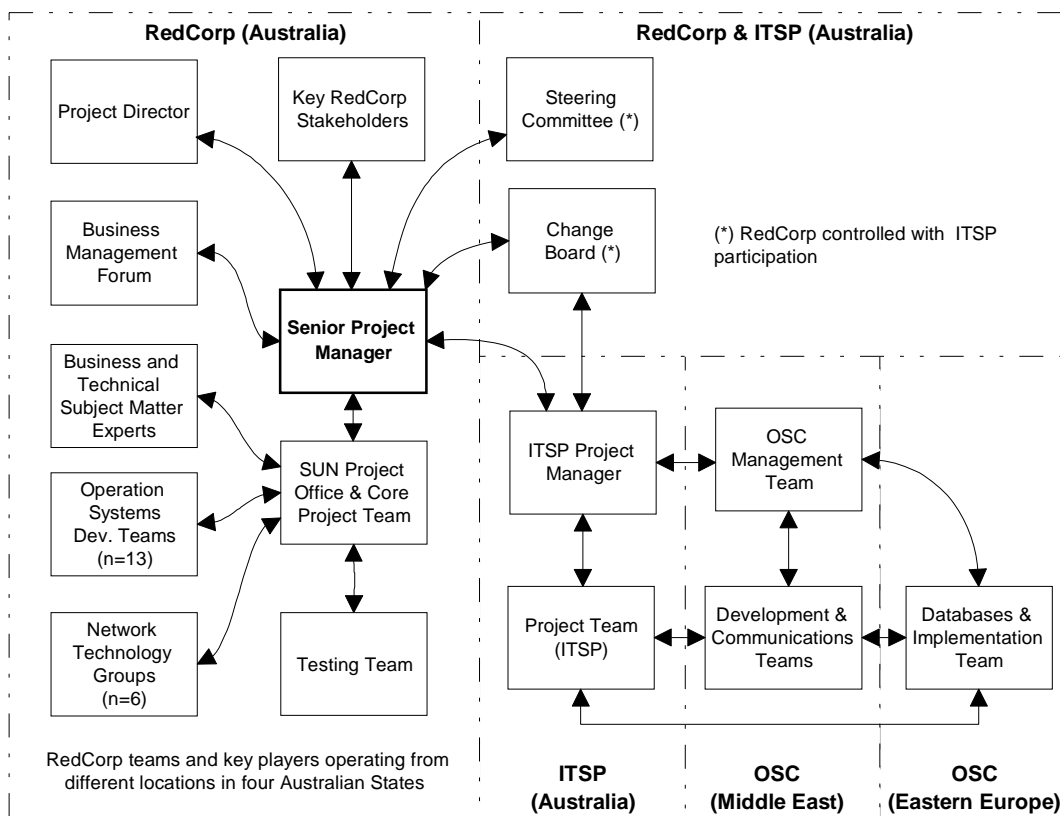 RedCorp (Australia)
RedCorp & ITSP (Australia)
Project Director
Key RedCorp
Stakeholders
Steering
Committee (*)
Business
Management
Forum
Change
Board (*)
(*) RedCorp controlled with ITSP
participation
Senior Project
Manager
Business and
Technical
Subject Matter
Experts
SUN Project
Office & Core
Project Team
ITSP Project
Manager
OSC
Management
Team
Operation
Systems
Dev. Teams
(n=13)
Network
Technology
Groups
(n=6)
Testing Team
Project Team
(ITSP)
Development &
Communications
Teams
Databases &
Implementation
Team
RedCorp teams and key players operating from
different locations in four Australian States
ITSP
(Australia)
OSC
(Middle East)
OSC
(Eastern Europe)